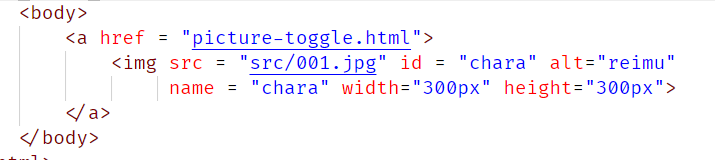 <body>
<a href = "picture-toggle.html">
<img src = "src/001.jpg" id = "chara" alt="reimu"
name = "chara" width="300px" height="300px">
</a>
</body>